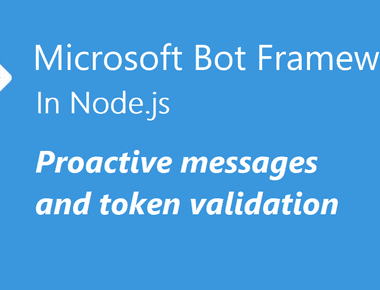 Microsoft Bot Framew
In Node.js
Proactive messages
and token validation